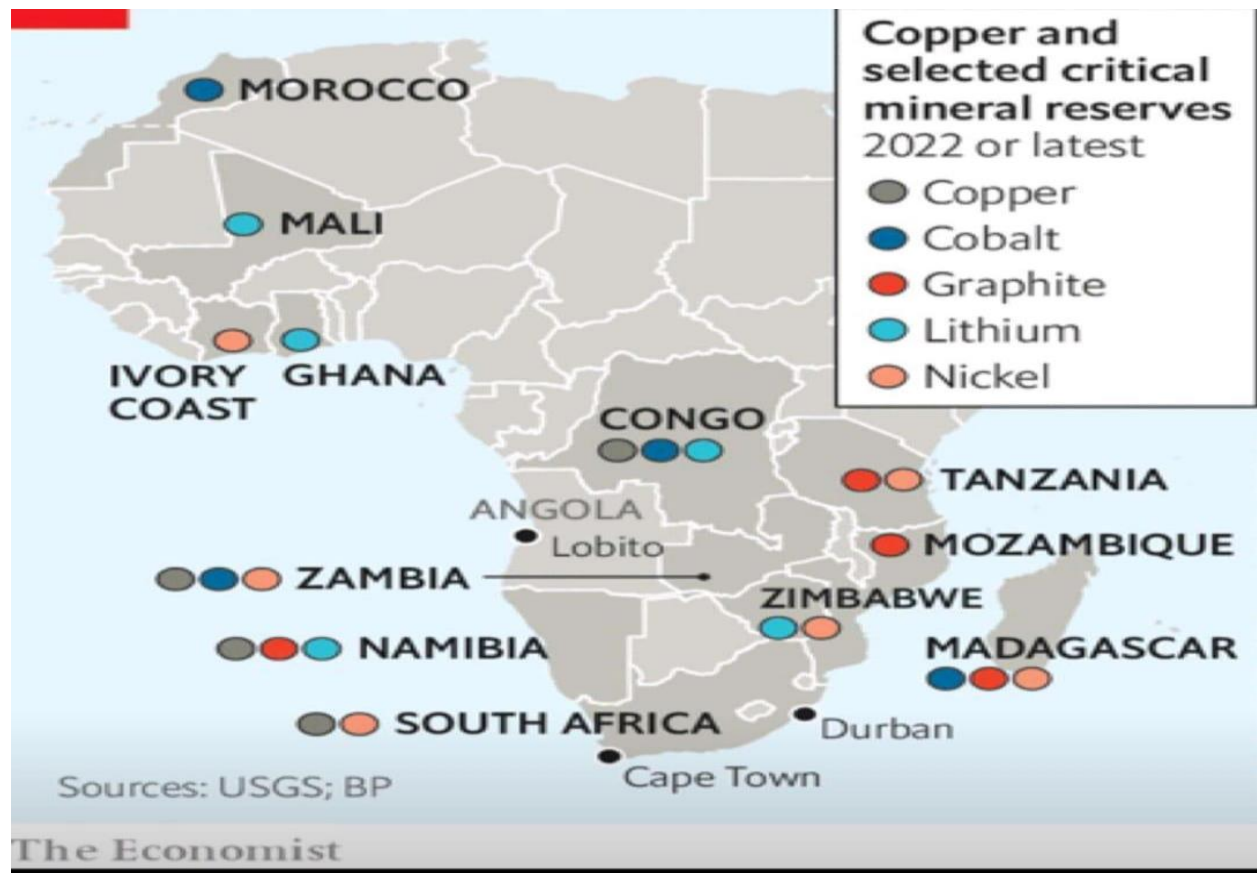 Copper and
selected critical
mineral reserves
2022 or latest
Copper
Cobalt
Graphite
Lithium
Nickel
MOROCCO
MALI
IVORY
COAST
GHANA
CONGO
TANZANIA
ANGOLA
Lobito
MOZAMBIQUE
ZAMBIA
ZIMBABWE
NAMIBIA
MADAGASCAR
SOUTH AFRICA
Durban
Cape Town
Sources: USGS; BP
The Economist